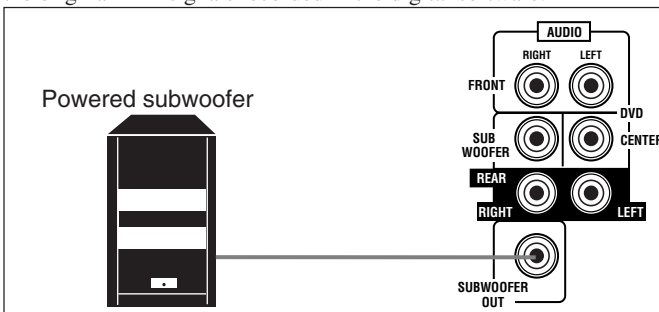 AUDIO
RIGHT LEFT
FRONT
Powered subwoofer
DVD
SUB
WOOFER
CENTER
REAR
RIGHT
LEFT
SUBWOOFER
OUT